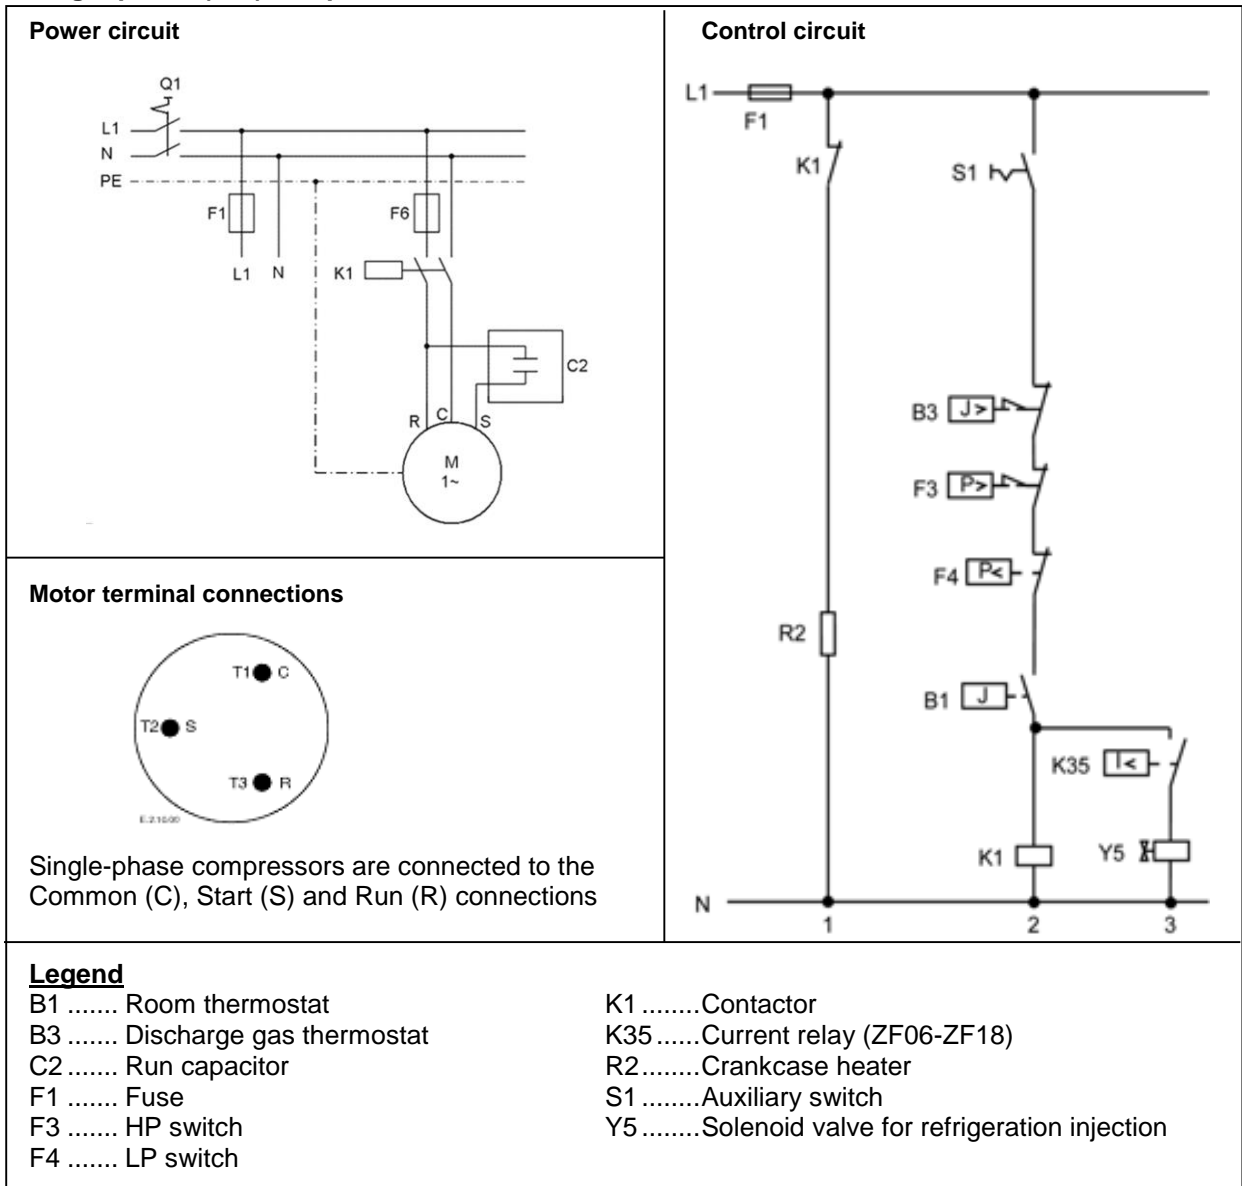 Power circuit
Q1
L1
N
PE
F1
F6
L1
N
K1
C2
R
C
S
M
1~
Motor terminal connections
T1 C
T2 S
T3 R
Single-phase compressors are connected to the
Common (C), Start (S) and Run (R) connections
Control circuit
L1
F1
K1
S1
B3 J>
F3 P>
F4 P<
R2
B1 J
K35 I<
K1
Y5
N
1
2
3
Legend
B1 ....... Room thermostat
B3 ....... Discharge gas thermostat
C2 ....... Run capacitor
F1 ....... Fuse
F3 ....... HP switch
F4 ....... LP switch
K1 ........Contactor
K35 ......Current relay (ZF06-ZF18)
R2........Crankcase heater
S1 ........Auxiliary switch
Y5 ........Solenoid valve for refrigeration injection